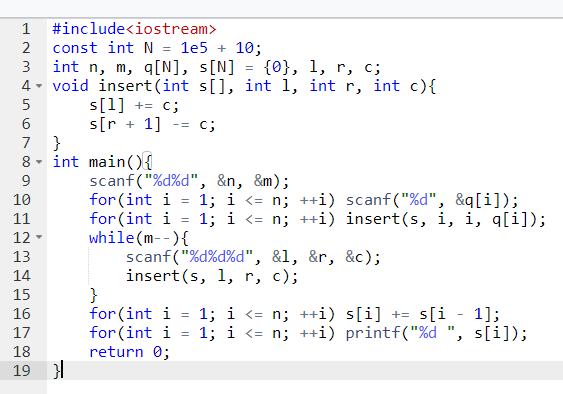 1 #include<iostream>
2 const int N = 1e5 + 10;
3 int n, m, q[N], s[N] = {0}, l, r, c;
4 void insert(int s[], int l, int r, int c){
5 s[l] += c;
6 s[r + 1] -= c;
7 }
8 int main(){
9 scanf("%d%d", &n, &m);
10 for(int i = 1; i <= n; ++i) scanf("%d", &q[i]);
11 for(int i = 1; i <= n; ++i) insert(s, i, i, q[i]);
12 while(m--){
13 scanf("%d%d%d", &l, &r, &c);
14 insert(s, l, r, c);
15 }
16 for(int i = 1; i <= n; ++i) s[i] += s[i - 1];
17 for(int i = 1; i <= n; ++i) printf("%d ", s[i]);
18 return 0;
19 }